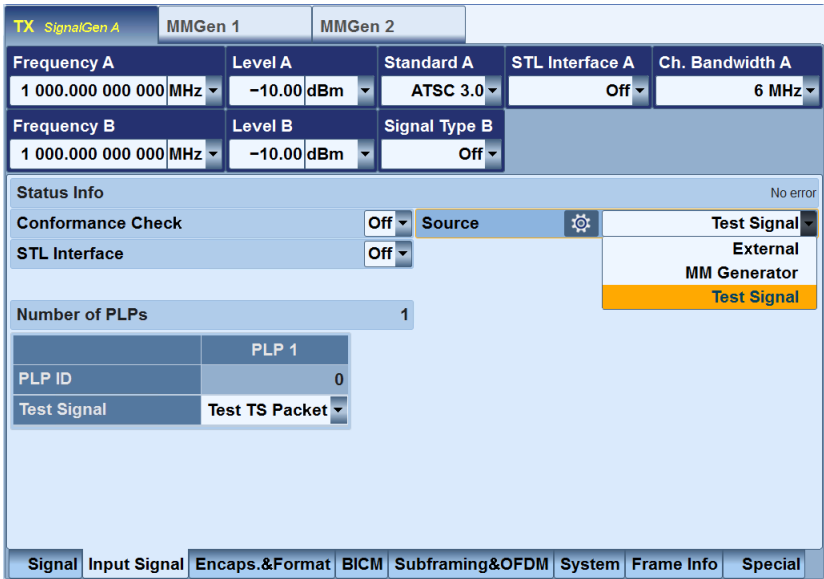 TX SignalGen A MMGen 1 MMGen 2
Frequency A Level A Standard A STL Interface A Ch. Bandwidth A
1 000.000 000 000 MHz −10.00 dBm ATSC 3.0 Off 6 MHz
Frequency B Level B Signal Type B
1 000.000 000 000 MHz −10.00 dBm Off
Status Info No error
Conformance Check Off Source Test Signal
STL Interface Off External
MM Generator
Test Signal
Number of PLPs 1
PLP 1
PLP ID 0
Test Signal Test TS Packet
Signal Input Signal Encaps.&Format BICM Subframing&OFDM System Frame Info Special